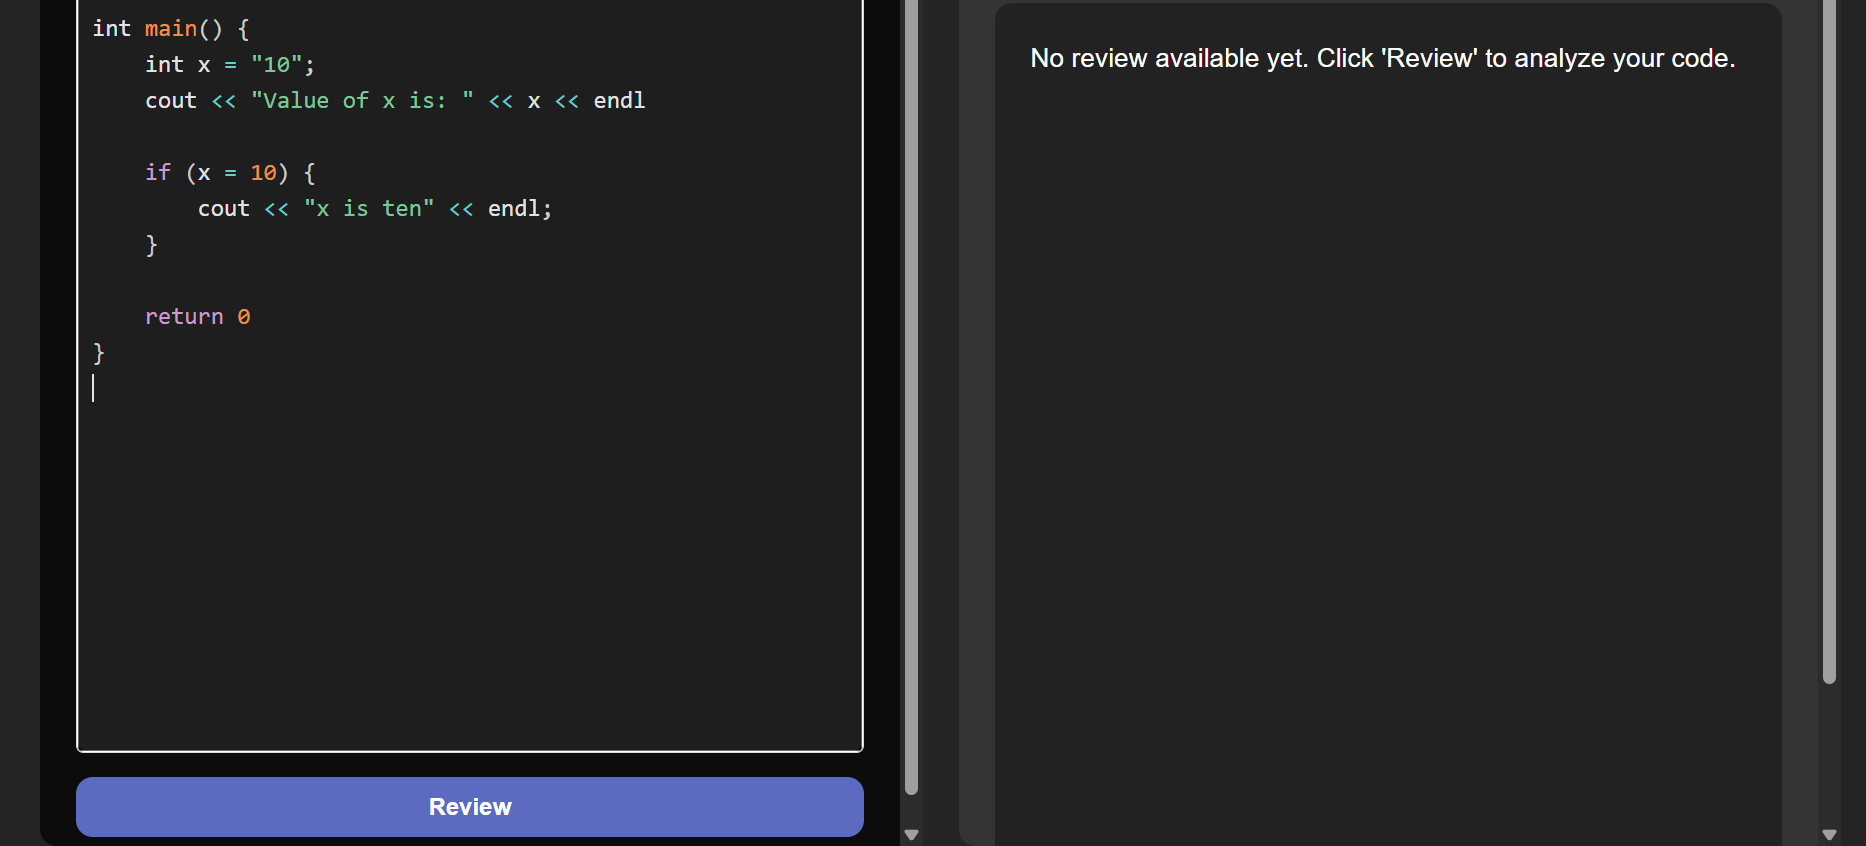 int main() {
    int x = "10";
    cout << "Value of x is: " << x << endl

    if (x = 10) {
        cout << "x is ten" << endl;
    }

    return 0
}
Review
No review available yet. Click 'Review' to analyze your code.